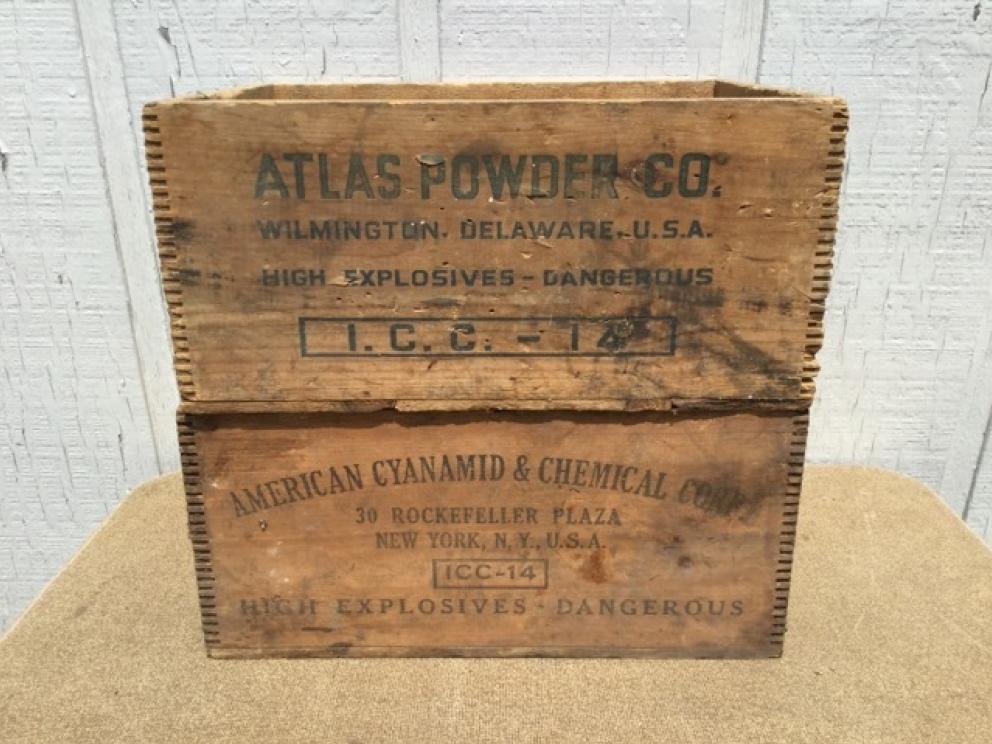 ATLAS POWDER CO.
WILMINGTON, DELAWARE, U.S.A.
HIGH EXPLOSIVES - DANGEROUS
I. C. C. - 14
AMERICAN CYANAMID & CHEMICAL CORP.
30 ROCKEFELLER PLAZA
NEW YORK, N.Y., U.S.A.
ICC-14
HIGH EXPLOSIVES - DANGEROUS